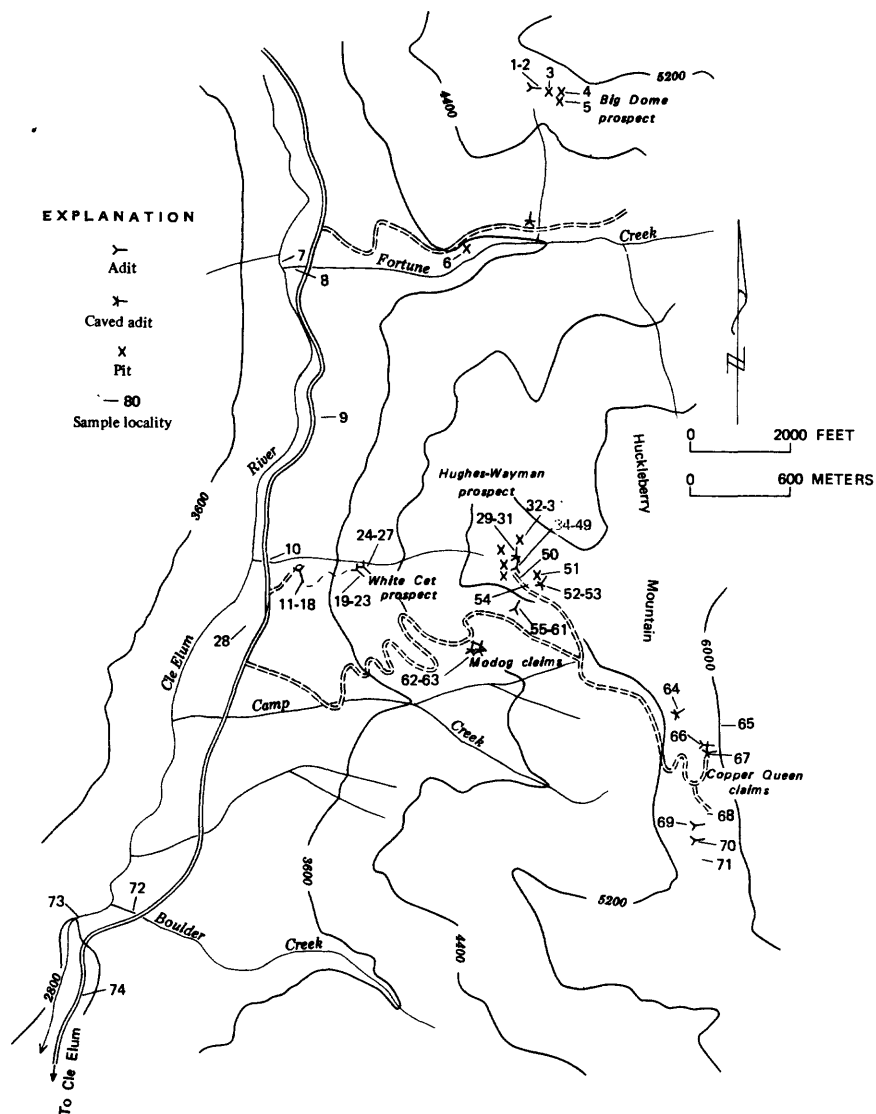 1-2
3
4
5
Big Dome
prospect
5200
4400
EXPLANATION
Adit
Caved adit
Pit
80
Sample locality
Fortune
Creek
6
7
8
9
N
0 2000 FEET
0 600 METERS
River
3600
Huckleberry
Mountain
Hughes-Wayman
prospect
32-3
29-31
34-49
24-27
10
50
51
52-53
54
55-61
White Cat
prospect
11-18
19-23
28
Cle Elum
Modog claims
62-63
Camp
Creek
6000
64
65
66
67
Copper Queen
claims
68
69
70
71
5200
4400
3600
73
72
Boulder
Creek
2800
74
To Cle Elum